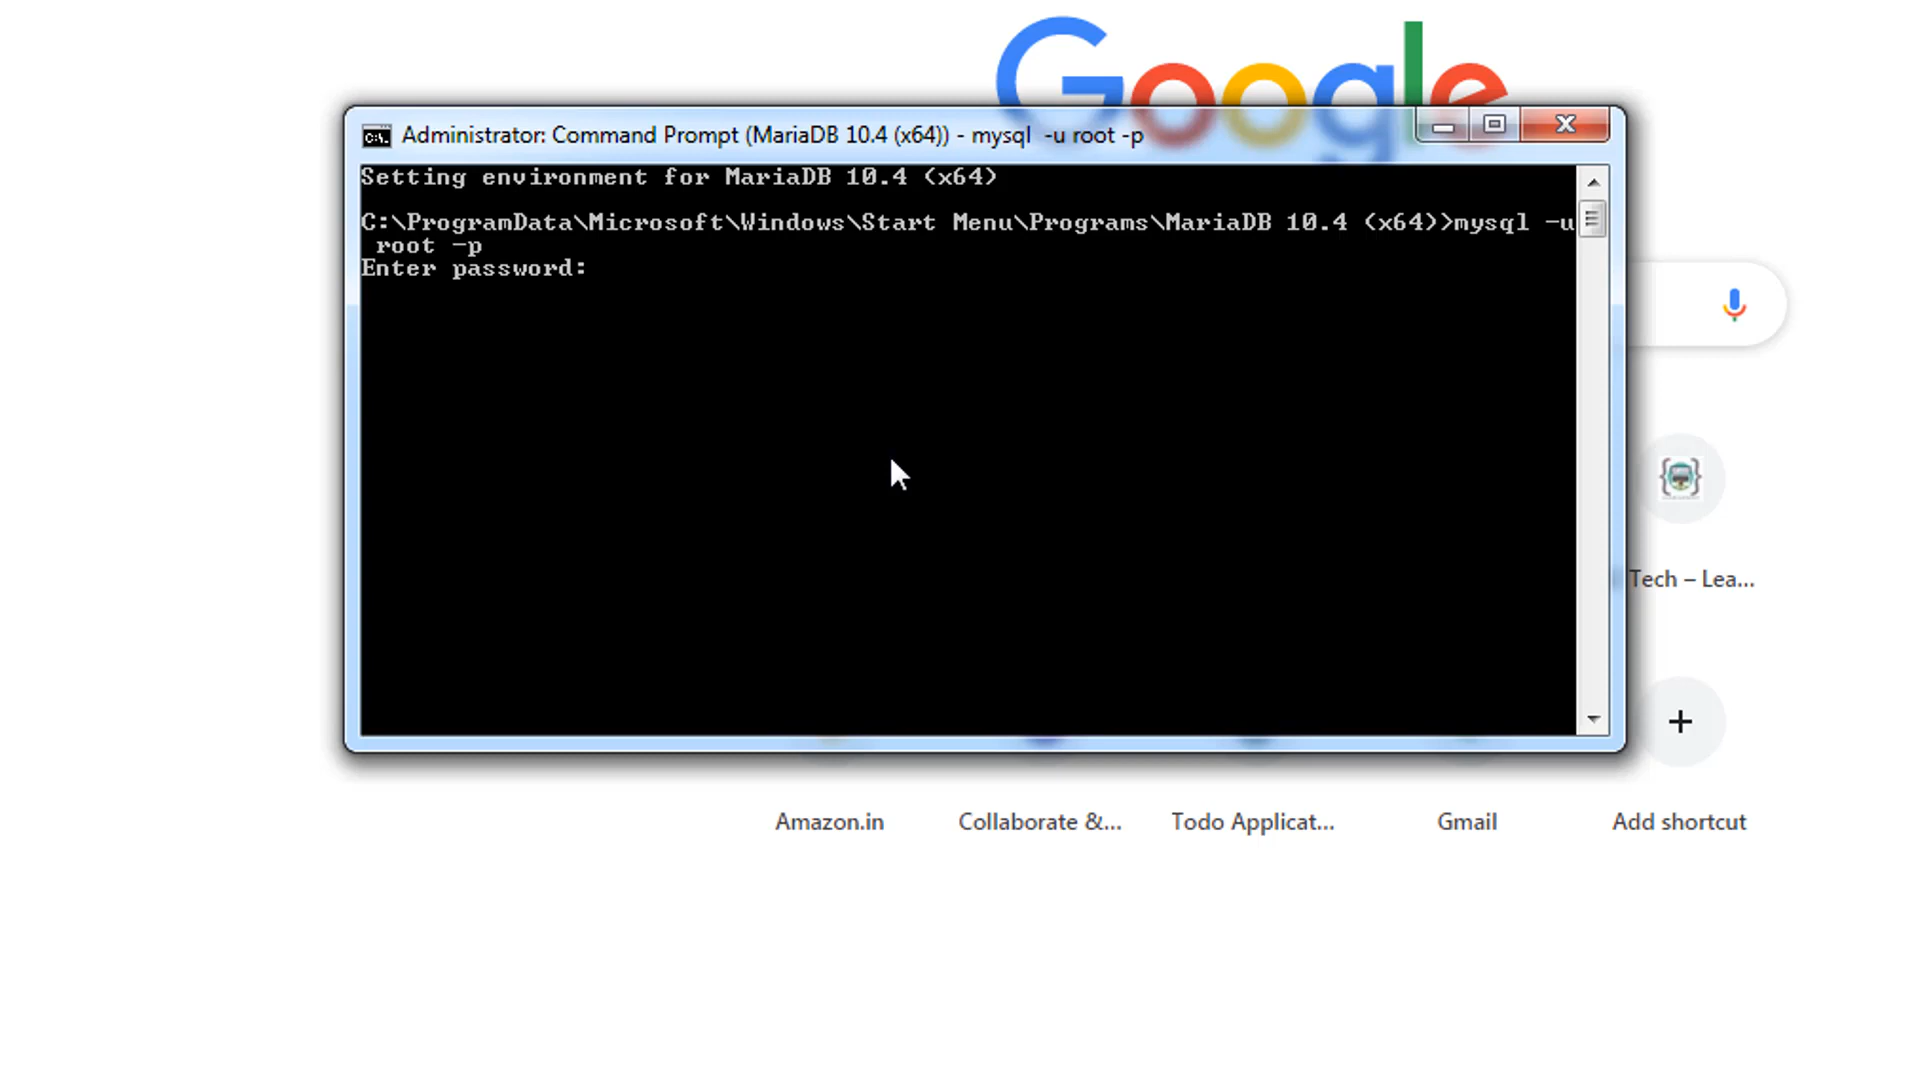 Google
Administrator: Command Prompt (MariaDB 10.4 (x64)) - mysql  -u root -p
Setting environment for MariaDB 10.4 (x64)
C:\ProgramData\Microsoft\Windows\Start Menu\Programs\MariaDB 10.4 (x64)>mysql -u
 root -p
Enter password:
Tech – Lea...
Amazon.in
Collaborate &...
Todo Applicat...
Gmail
Add shortcut